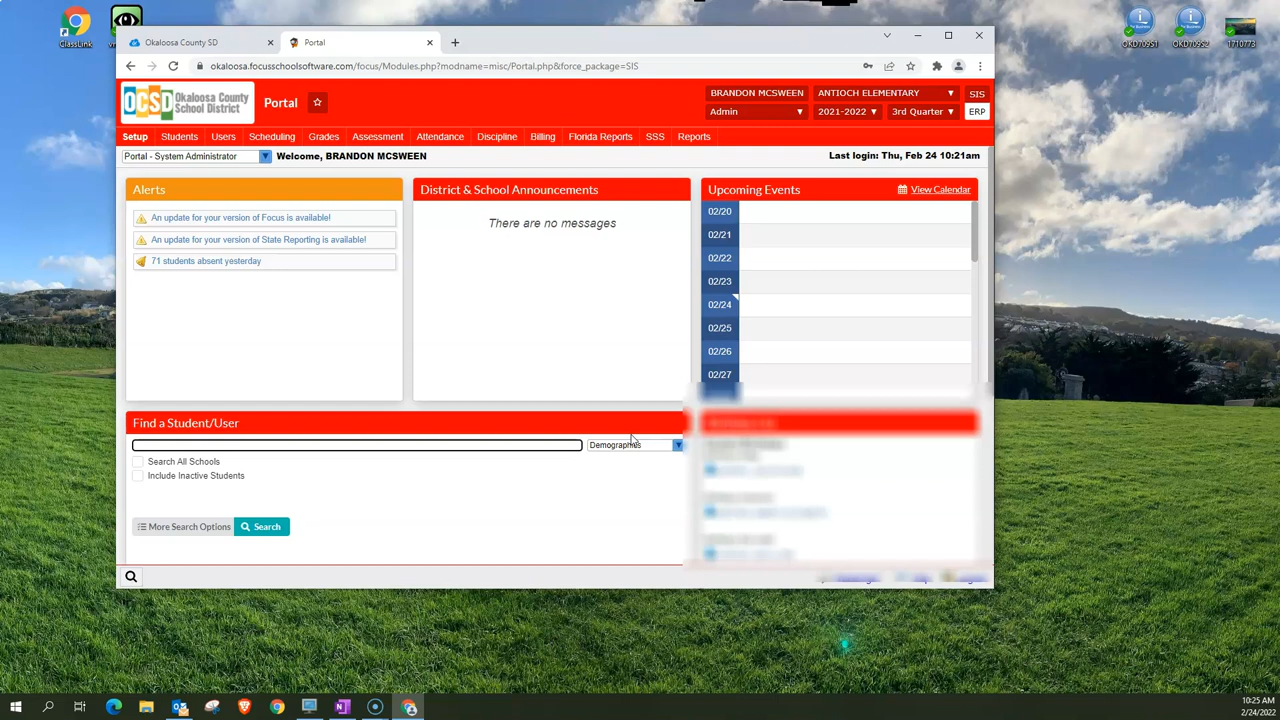 ClassLink
OKD709S1
OKD709S2
1710773
Okaloosa County SD
Portal
okaloosa.focusschoolsoftware.com/focus/Modules.php?modname=misc/Portal.php&force_package=SIS
OCSD Okaloosa County School District
Portal
BRANDON MCSWEEN
ANTIOCH ELEMENTARY
SIS
Admin
2021-2022
3rd Quarter
ERP
Setup Students Users Scheduling Grades Assessment Attendance Discipline Billing Florida Reports SSS Reports
Portal - System Administrator
Welcome, BRANDON MCSWEEN
Last login: Thu, Feb 24 10:21am
Alerts
An update for your version of Focus is available!
An update for your version of State Reporting is available!
71 students absent yesterday
District & School Announcements
There are no messages
Upcoming Events
View Calendar
02/20
02/21
02/22
02/23
02/24
02/25
02/26
02/27
Find a Student/User
Demographics
Search All Schools
Include Inactive Students
More Search Options
Search
10:25 AM
2/24/2022